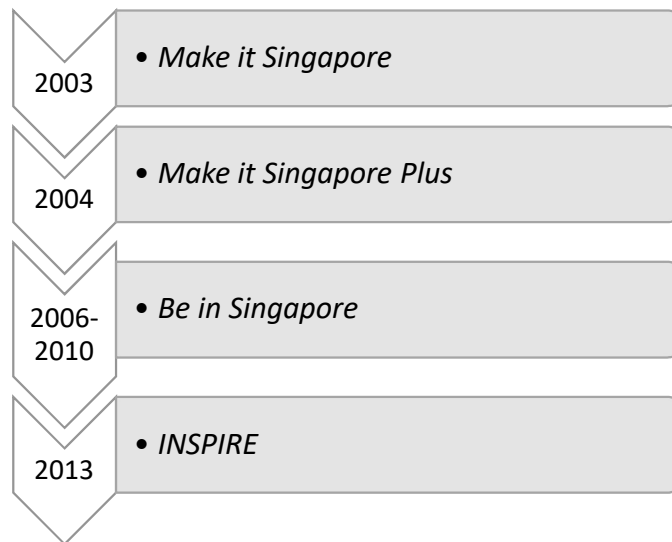 2003
• Make it Singapore
2004
• Make it Singapore Plus
2006-
2010
• Be in Singapore
2013
• INSPIRE